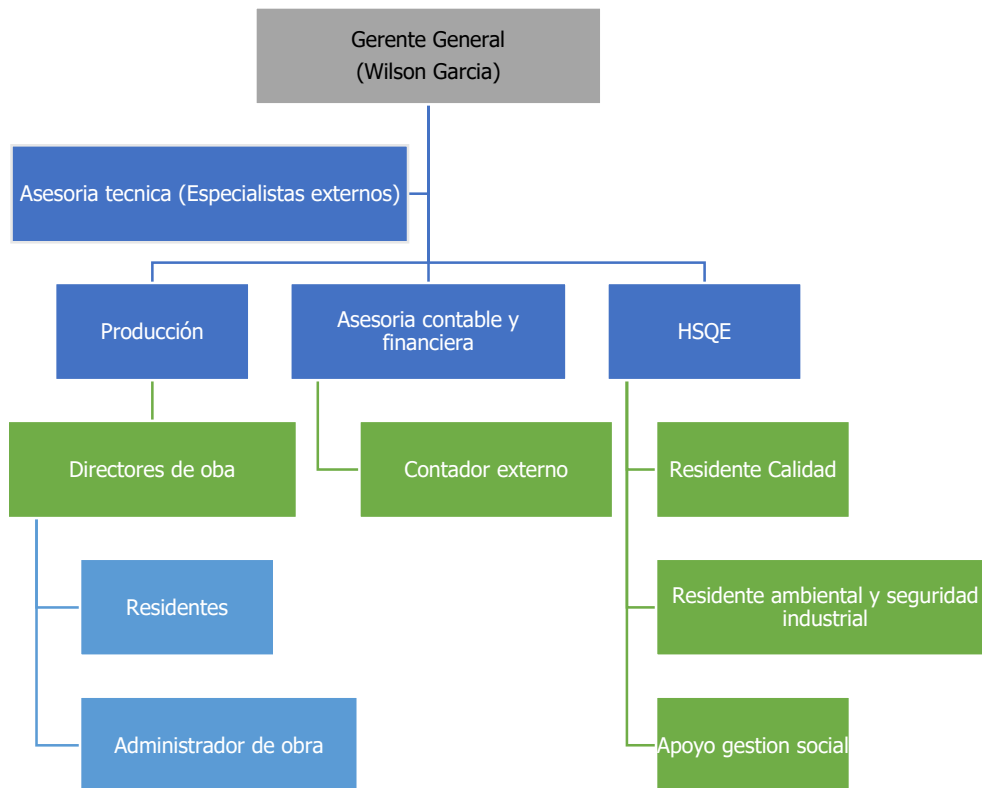 Gerente General
(Wilson Garcia)
Asesoria tecnica (Especialistas externos)
Producción
Asesoria contable y
financiera
HSQE
Directores de oba
Contador externo
Residente Calidad
Residentes
Residente ambiental y seguridad
industrial
Administrador de obra
Apoyo gestion social